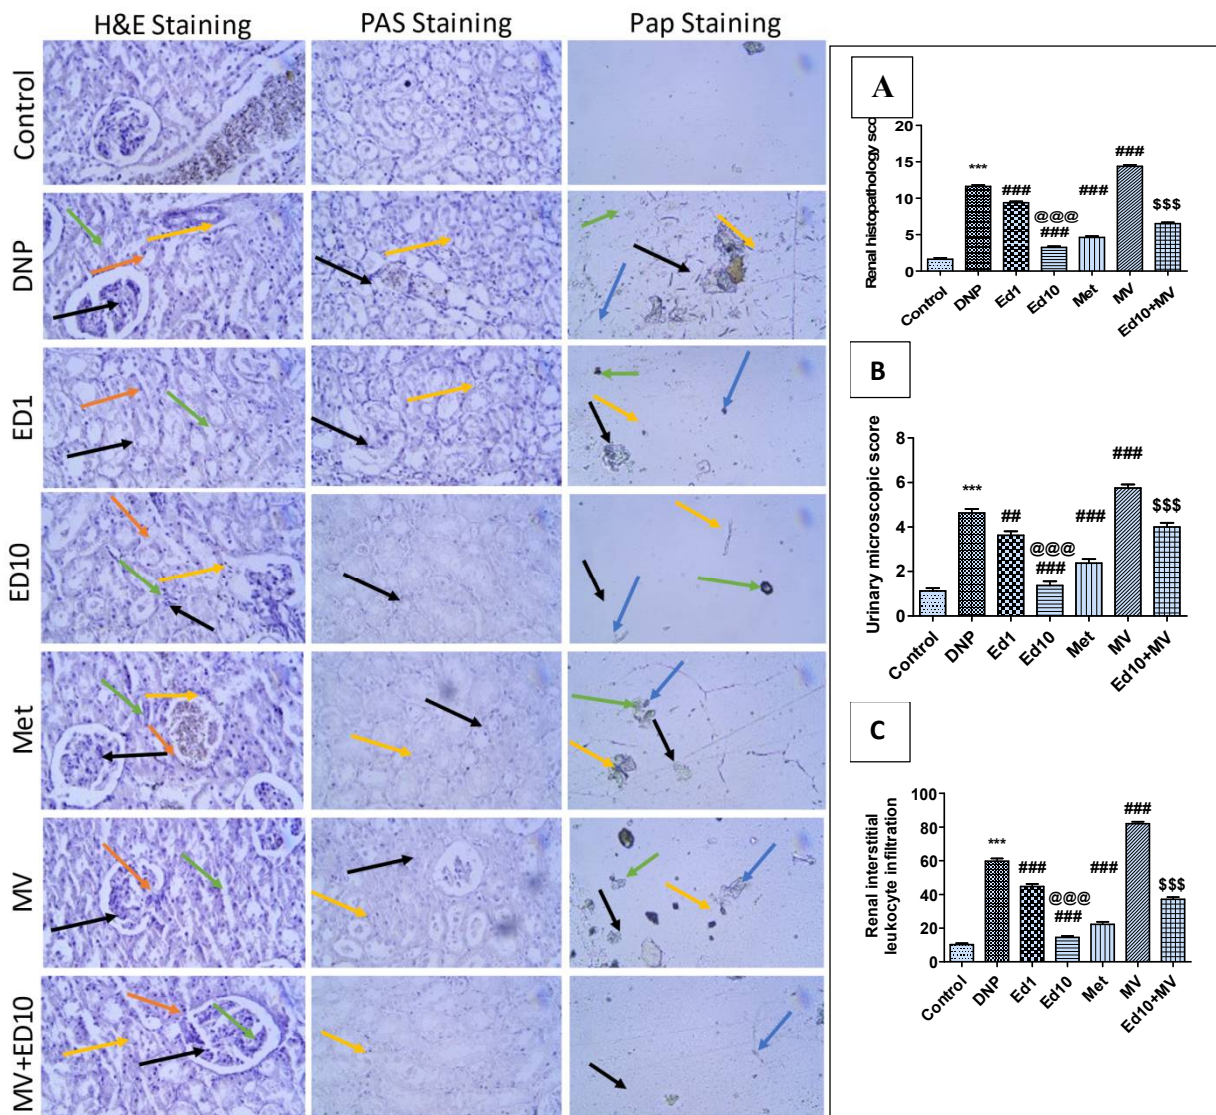 H&E Staining PAS Staining Pap Staining
Control
DNP
ED1
ED10
Met
MV
MV+ED10
A
Renal histopathology sco
20
15
10
5
0
***
###
@@@
###
###
###
$$$
Control DNP Ed1 Ed10 Met MV Ed10+MV
B
Urinary microscopic score
8
6
4
2
0
***
##
@@@
###
###
###
$$$
Control DNP Ed1 Ed10 Met MV Ed10+MV
C
Renal interstitial
leukocyte infiltration
100
80
60
40
20
0
***
###
@@@
###
###
###
$$$
Control DNP Ed1 Ed10 Met MV Ed10+MV